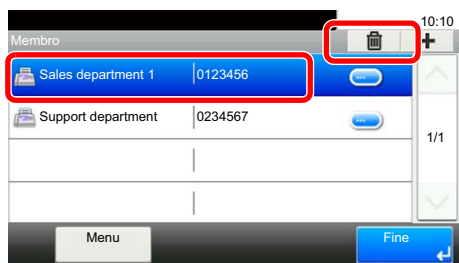 10:10
Membro
Sales department 1 0123456
Support department 0234567
1/1
Menu Fine